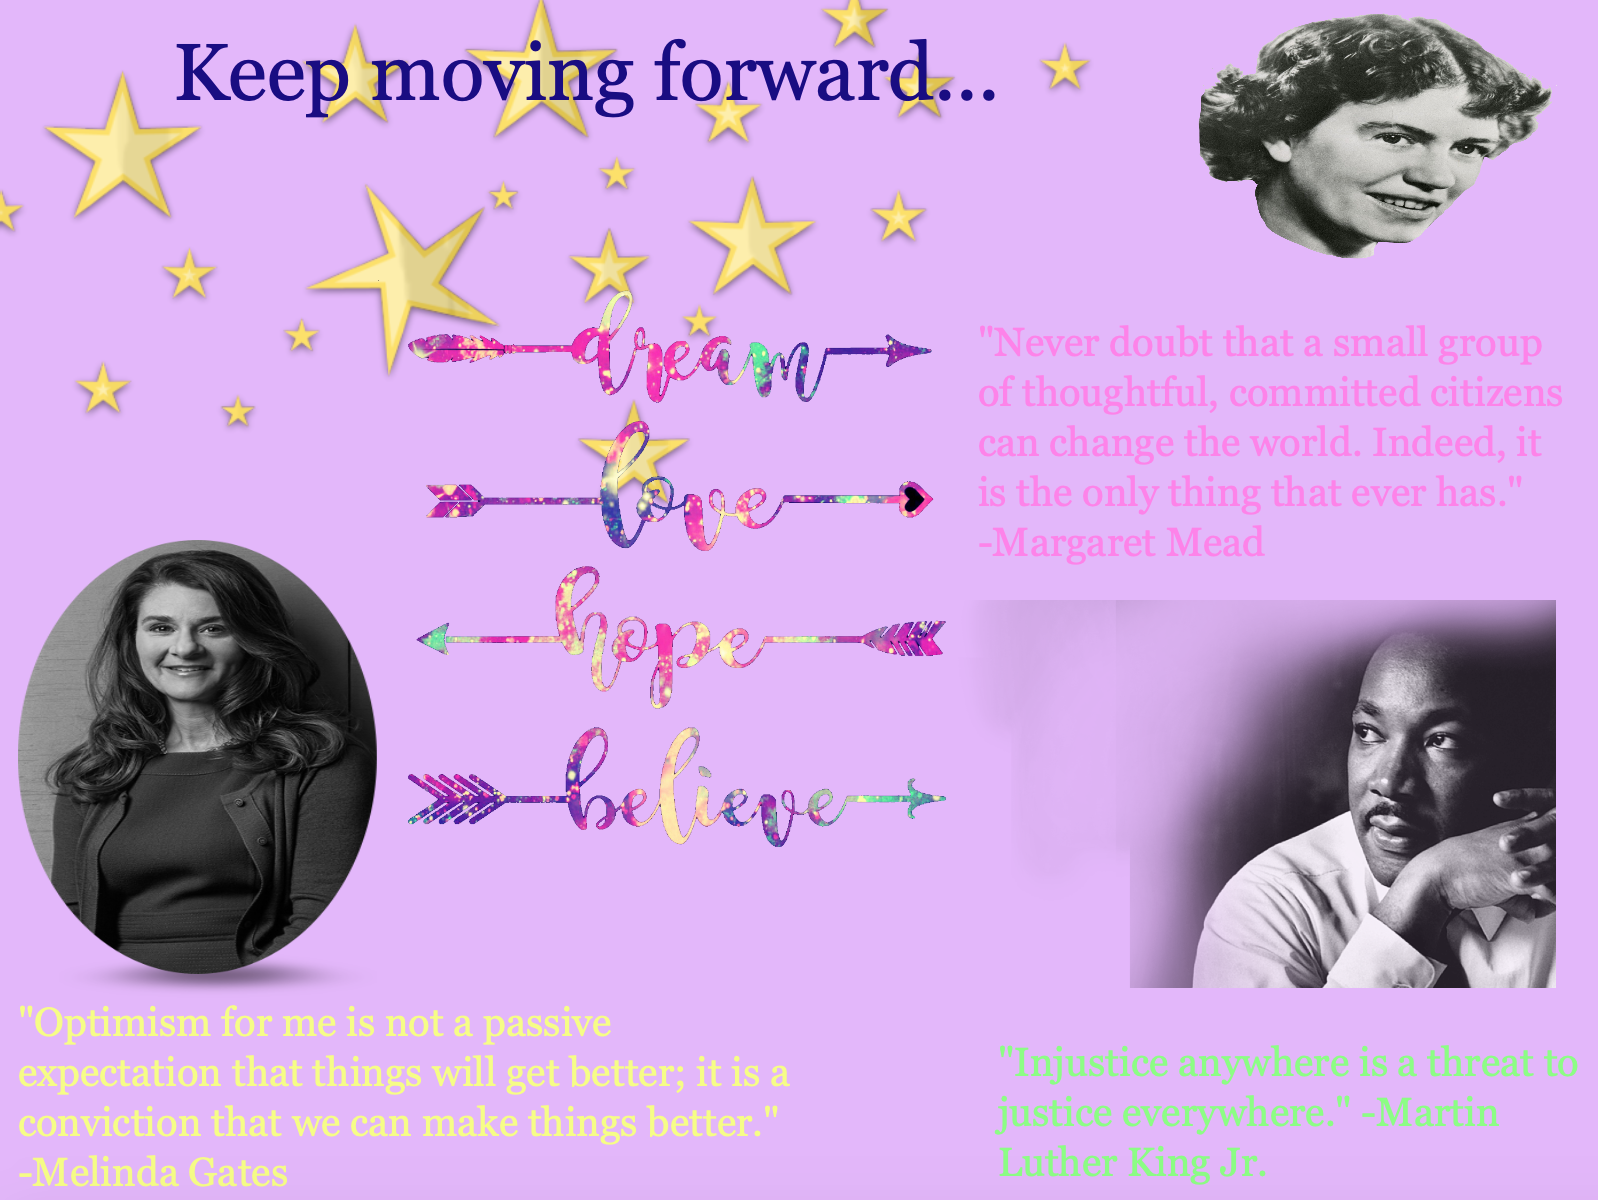 Keep moving forward...
dream
love
hope
believe
"Never doubt that a small group
of thoughtful, committed citizens
can change the world. Indeed, it
is the only thing that ever has."
-Margaret Mead
"Optimism for me is not a passive
expectation that things will get better; it is a
conviction that we can make things better."
-Melinda Gates
"Injustice anywhere is a threat to
justice everywhere." -Martin
Luther King Jr.